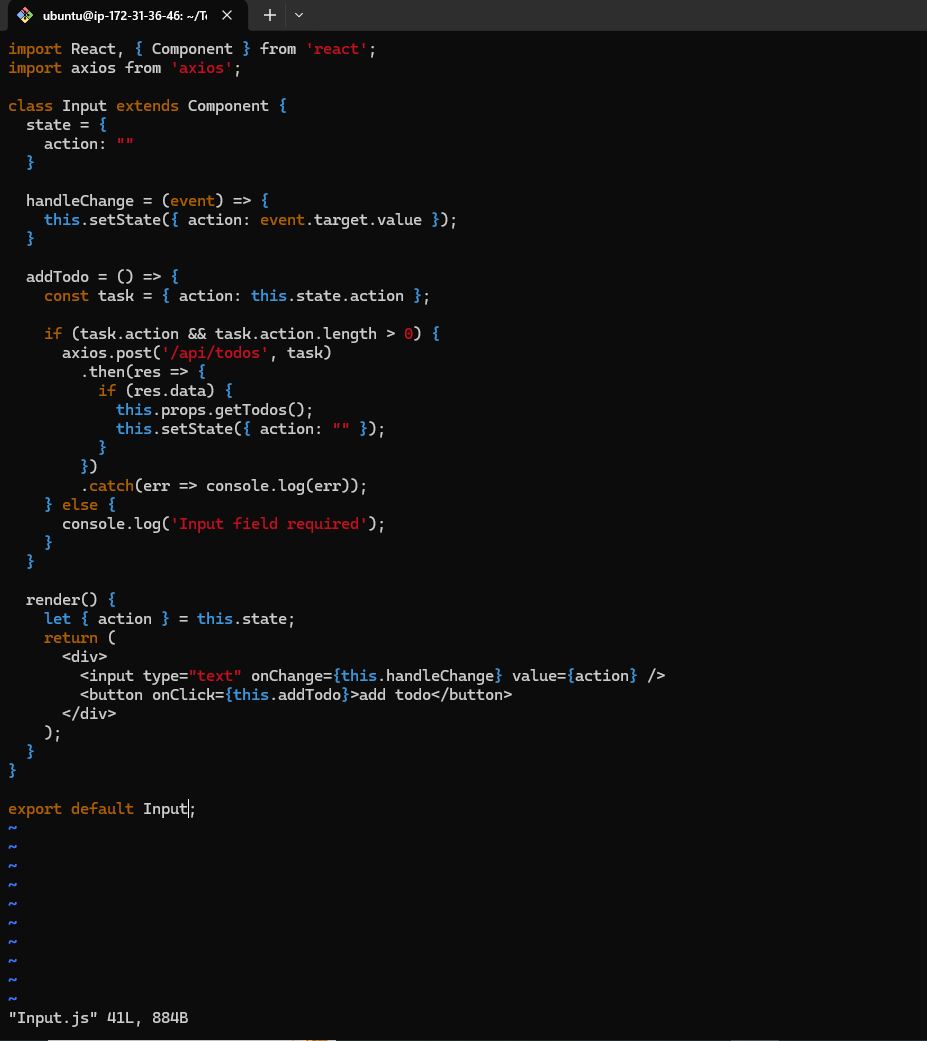 ubuntu@ip-172-31-36-46: ~/T
import React, { Component } from 'react';
import axios from 'axios';

class Input extends Component {
  state = {
    action: ""
  }

  handleChange = (event) => {
    this.setState({ action: event.target.value });
  }

  addTodo = () => {
    const task = { action: this.state.action };

    if (task.action && task.action.length > 0) {
      axios.post('/api/todos', task)
        .then(res => {
          if (res.data) {
            this.props.getTodos();
            this.setState({ action: "" });
          }
        })
        .catch(err => console.log(err));
    } else {
      console.log('Input field required');
    }
  }

  render() {
    let { action } = this.state;
    return (
      <div>
        <input type="text" onChange={this.handleChange} value={action} />
        <button onClick={this.addTodo}>add todo</button>
      </div>
    );
  }
}

export default Input;
~
~
~
~
~
~
~
~
~
~
"Input.js" 41L, 884B